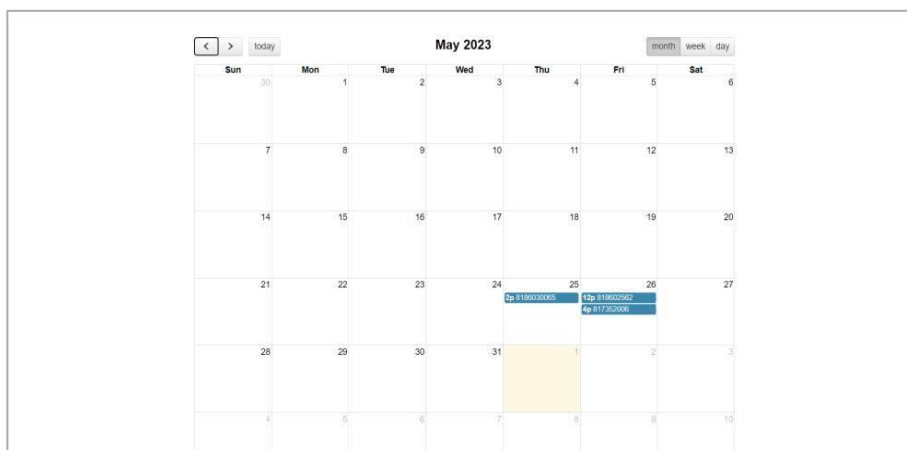 < > today May 2023 month week day
Sun Mon Tue Wed Thu Fri Sat
30 1 2 3 4 5 6
7 8 9 10 11 12 13
14 15 16 17 18 19 20
21 22 23 24 25 26 27
2p 8186030065 12p 818602562
4p 817352006
28 29 30 31 1 2 3
4 5 6 7 8 9 10